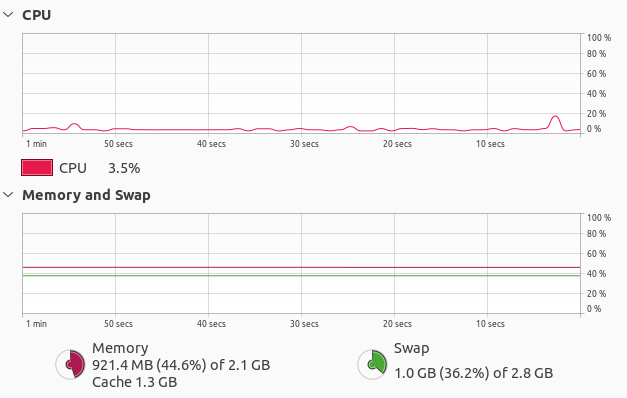 CPU
100 %
80 %
60 %
40 %
20 %
0 %
1 min 50 secs 40 secs 30 secs 20 secs 10 secs
CPU 3.5%
Memory and Swap
100 %
80 %
60 %
40 %
20 %
0 %
1 min 50 secs 40 secs 30 secs 20 secs 10 secs
Memory
921.4 MB (44.6%) of 2.1 GB
Cache 1.3 GB
Swap
1.0 GB (36.2%) of 2.8 GB